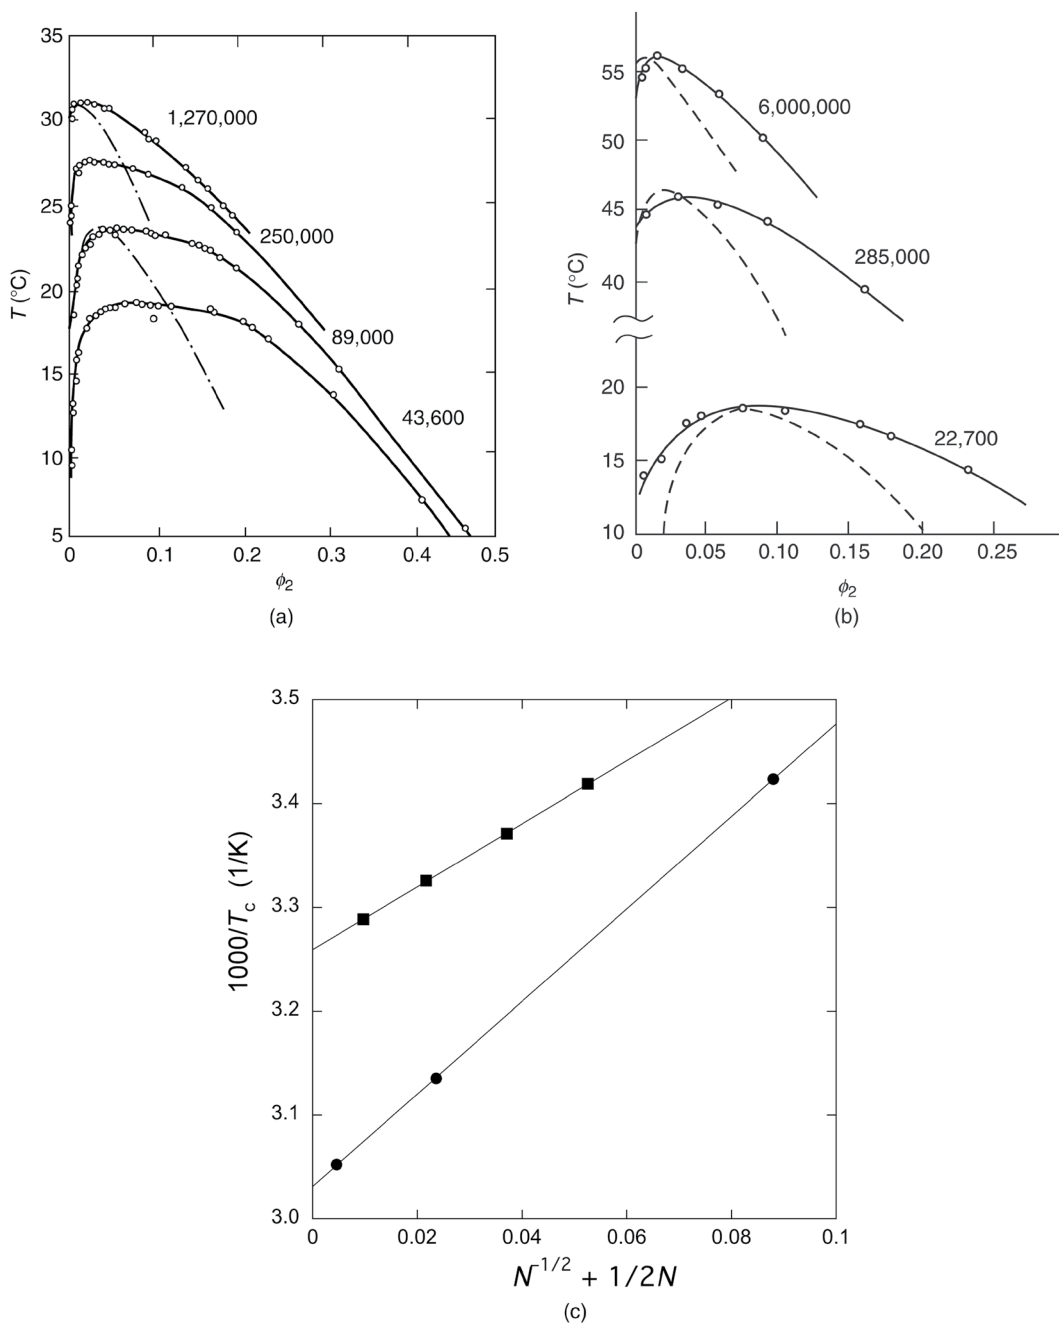 35
30
25
20
15
10
5
T (°C)
1,270,000
250,000
89,000
43,600
0 0.1 0.2 0.3 0.4 0.5
ϕ2
(a)
55
50
45
40
20
15
10
T (°C)
6,000,000
285,000
22,700
0 0.05 0.10 0.15 0.20 0.25
ϕ2
(b)
3.5
3.4
3.3
3.2
3.1
3.0
1000/Tc (1/K)
0 0.02 0.04 0.06 0.08 0.1
N-1/2 + 1/2N
(c)